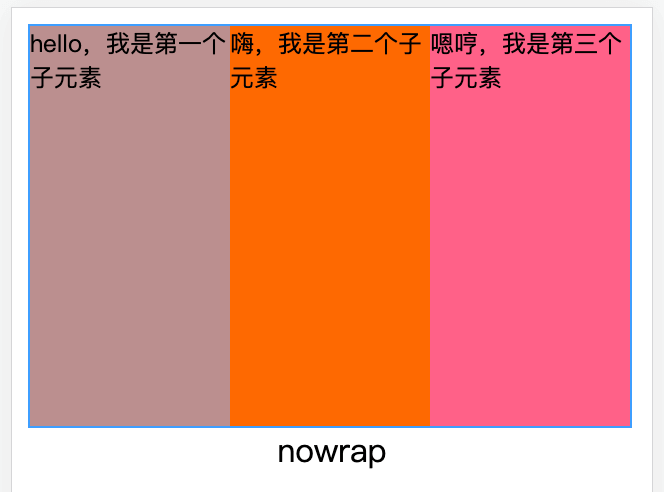 hello，我是第一个
子元素
嗨，我是第二个子
元素
嗯哼，我是第三个
子元素
nowrap